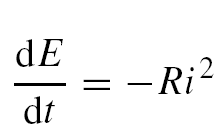 dE/dt = −Ri²